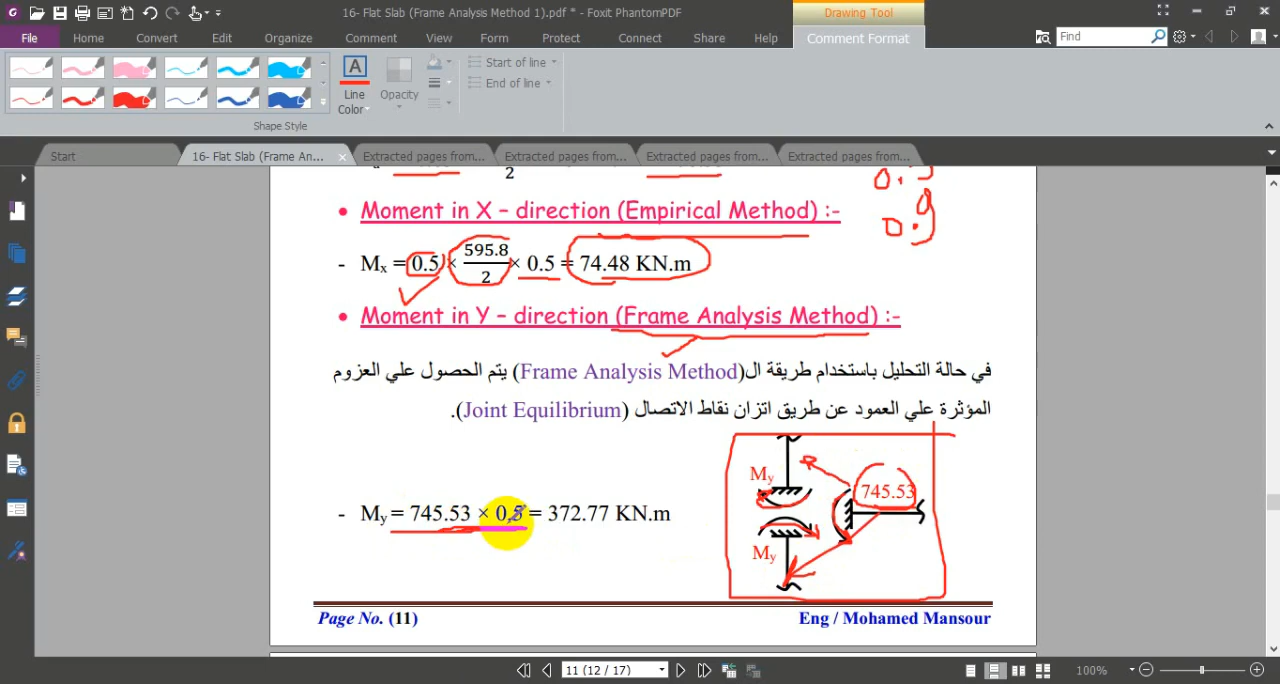 16- Flat Slab (Frame Analysis Method 1).pdf * - Foxit PhantomPDF
Drawing Tool
File Home Convert Edit Organize Comment View Form Protect Connect Share Help Comment Format
Find
A
Line Color
Opacity
Start of line
End of line
Shape Style
Start
16- Flat Slab (Frame An... x
Extracted pages from...
Extracted pages from...
Extracted pages from...
Extracted pages from...
2
• Moment in X – direction (Empirical Method) :-
- Mx = 0.5 × 595.8/2 × 0.5 = 74.48 KN.m
• Moment in Y – direction (Frame Analysis Method) :-
في حالة التحليل باستخدام طريقة ال(Frame Analysis Method) يتم الحصول علي العزوم
المؤثرة علي العمود عن طريق اتزان نقاط الاتصال (Joint Equilibrium).
My
745.53
- My = 745.53 × 0.5 = 372.77 KN.m
My
Page No. (11)
Eng / Mohamed Mansour
11 (12 / 17)
100%